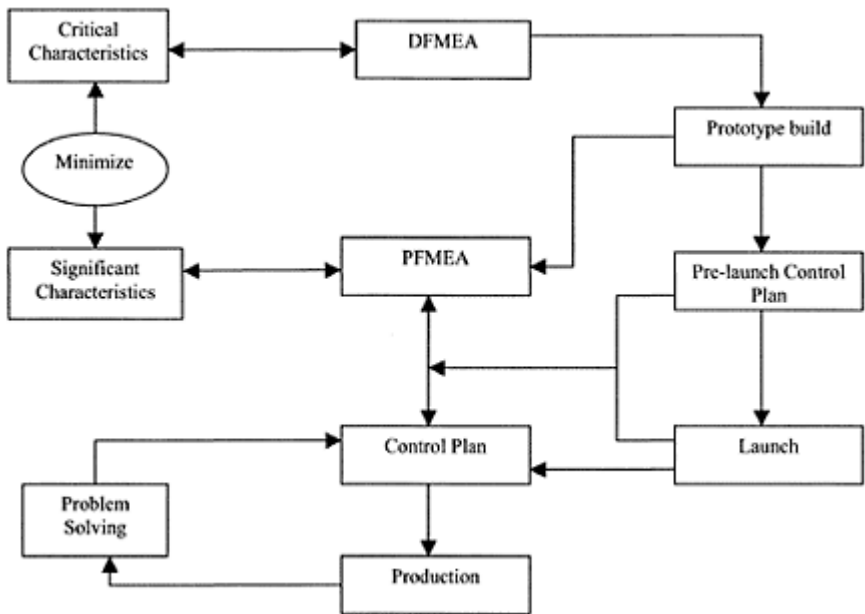 Critical
Characteristics
DFMEA
Prototype build
Minimize
Significant
Characteristics
PFMEA
Pre-launch Control
Plan
Control Plan
Launch
Problem
Solving
Production